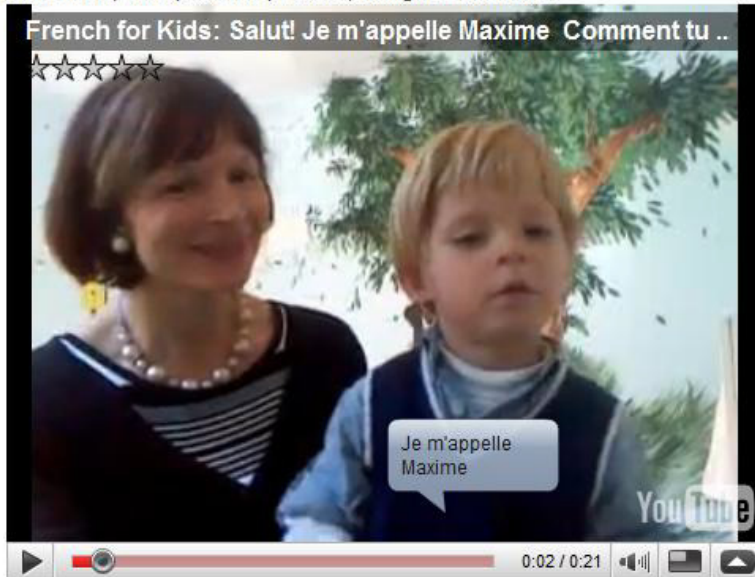 French for Kids: Salut! Je m'appelle Maxime Comment tu ..
Je m'appelle
Maxime
YouTube
0:02 / 0:21